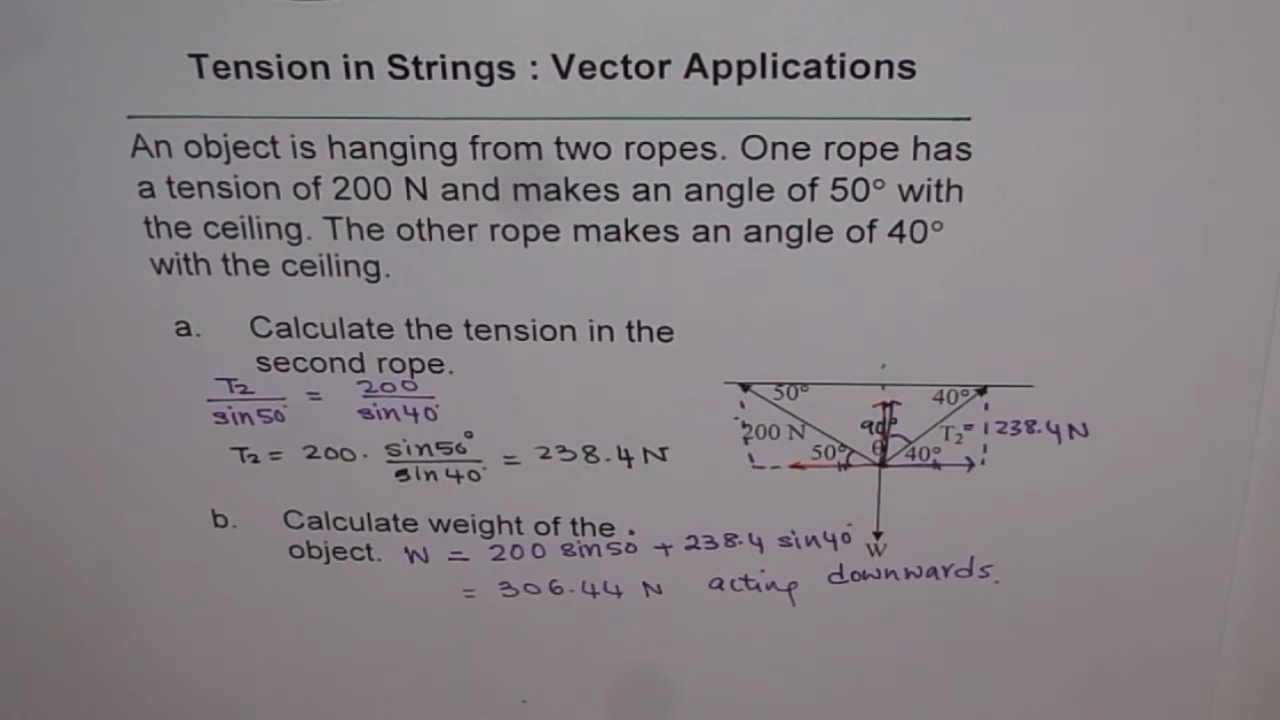 Tension in Strings : Vector Applications
An object is hanging from two ropes. One rope has
a tension of 200 N and makes an angle of 50° with
the ceiling. The other rope makes an angle of 40°
with the ceiling.
a. Calculate the tension in the
second rope.
T₂ / sin50° = 200 / sin40°
T₂ = 200 · sin50° / sin40° = 238.4 N
50° 40°
200 N 90° T₂ = 238.4 N
50° θ 40°
W
b. Calculate weight of the
object. W = 200 sin50° + 238.4 sin40°
= 306.44 N acting downwards.